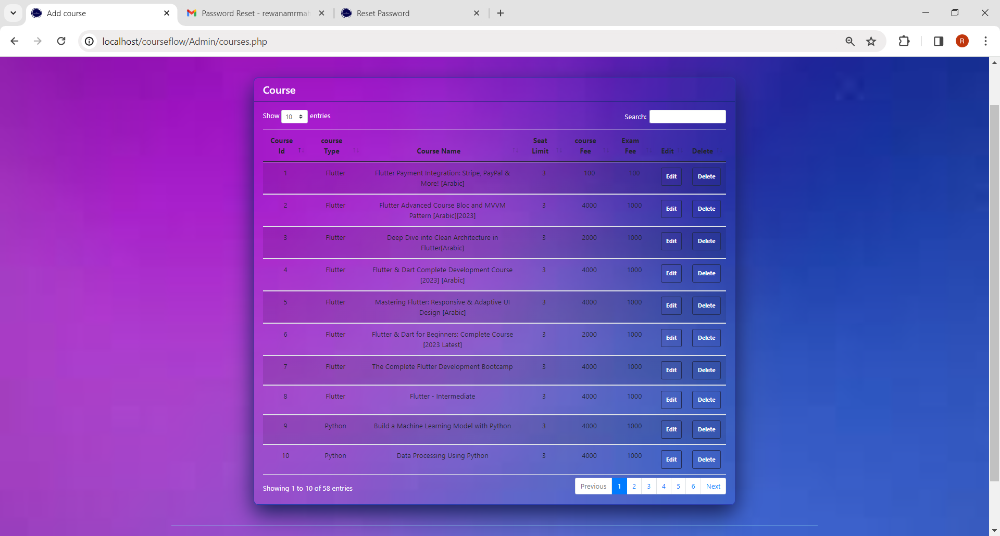 Add course
Password Reset - rewanamrmah
Reset Password
localhost/courseflow/Admin/courses.php
R
Course
Show 10 entries
Search:
Course Id
course Type
Course Name
Seat Limit
course Fee
Exam Fee
Edit
Delete
1 Flutter Flutter Payment Integration: Stripe, PayPal & More! [Arabic] 3 100 100 Edit Delete
2 Flutter Flutter Advanced Course Bloc and MVVM Pattern [Arabic][2023] 3 4000 1000 Edit Delete
3 Flutter Deep Dive into Clean Architecture in Flutter[Arabic] 3 2000 1000 Edit Delete
4 Flutter Flutter & Dart Complete Development Course [2023] [Arabic] 3 4000 1000 Edit Delete
5 Flutter Mastering Flutter: Responsive & Adaptive UI Design [Arabic] 3 4000 1000 Edit Delete
6 Flutter Flutter & Dart for Beginners: Complete Course [2023 Latest] 3 2000 1000 Edit Delete
7 Flutter The Complete Flutter Development Bootcamp 3 4000 1000 Edit Delete
8 Flutter Flutter - Intermediate 3 4000 1000 Edit Delete
9 Python Build a Machine Learning Model with Python 3 4000 1000 Edit Delete
10 Python Data Processing Using Python 3 4000 1000 Edit Delete
Showing 1 to 10 of 58 entries
Previous 1 2 3 4 5 6 Next